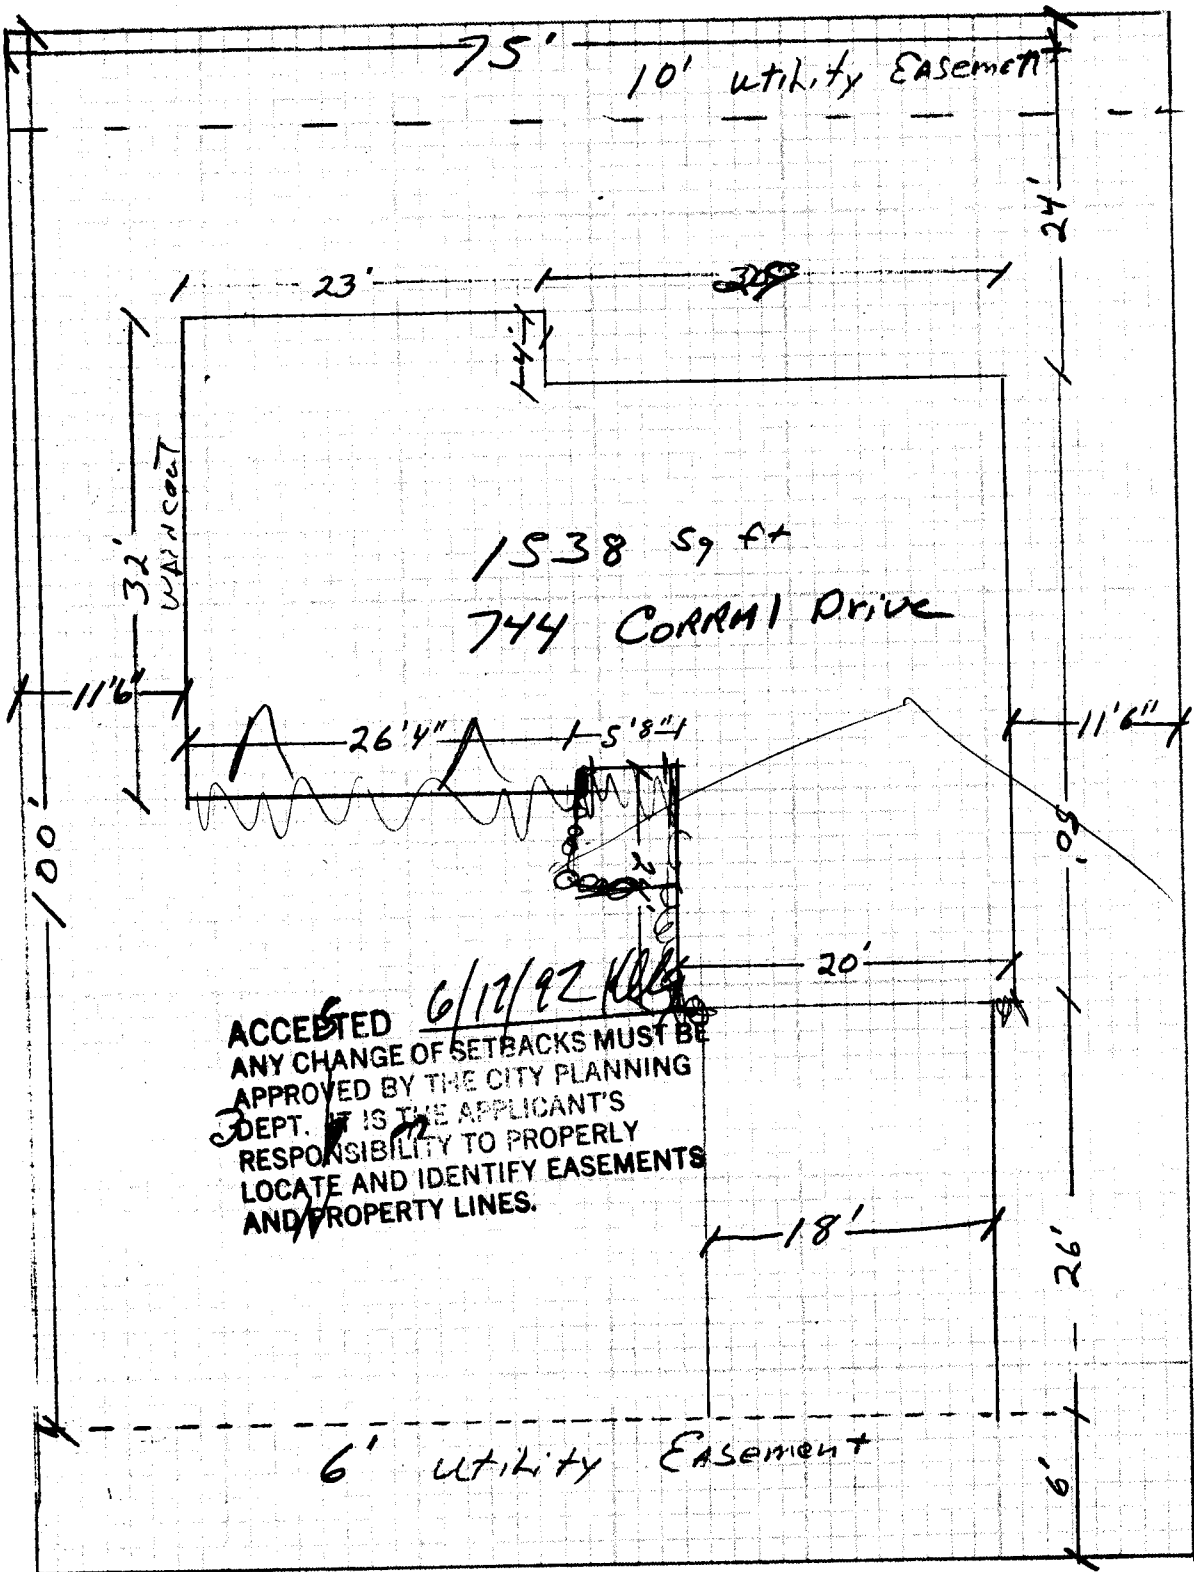 75'
10' utility Easement
24'
23'
4'
32'
WAINCOAT
1538 sq ft
744 CORRAl Drive
11'6"
26'4"
5'8"
11'6"
100'
50'
20'
6/17/92
ACCEPTED
ANY CHANGE OF SETBACKS MUST BE
APPROVED BY THE CITY PLANNING
DEPT. IT IS THE APPLICANT'S
RESPONSIBILITY TO PROPERLY
LOCATE AND IDENTIFY EASEMENTS
AND PROPERTY LINES.
18'
26'
6' utility Easement
6'